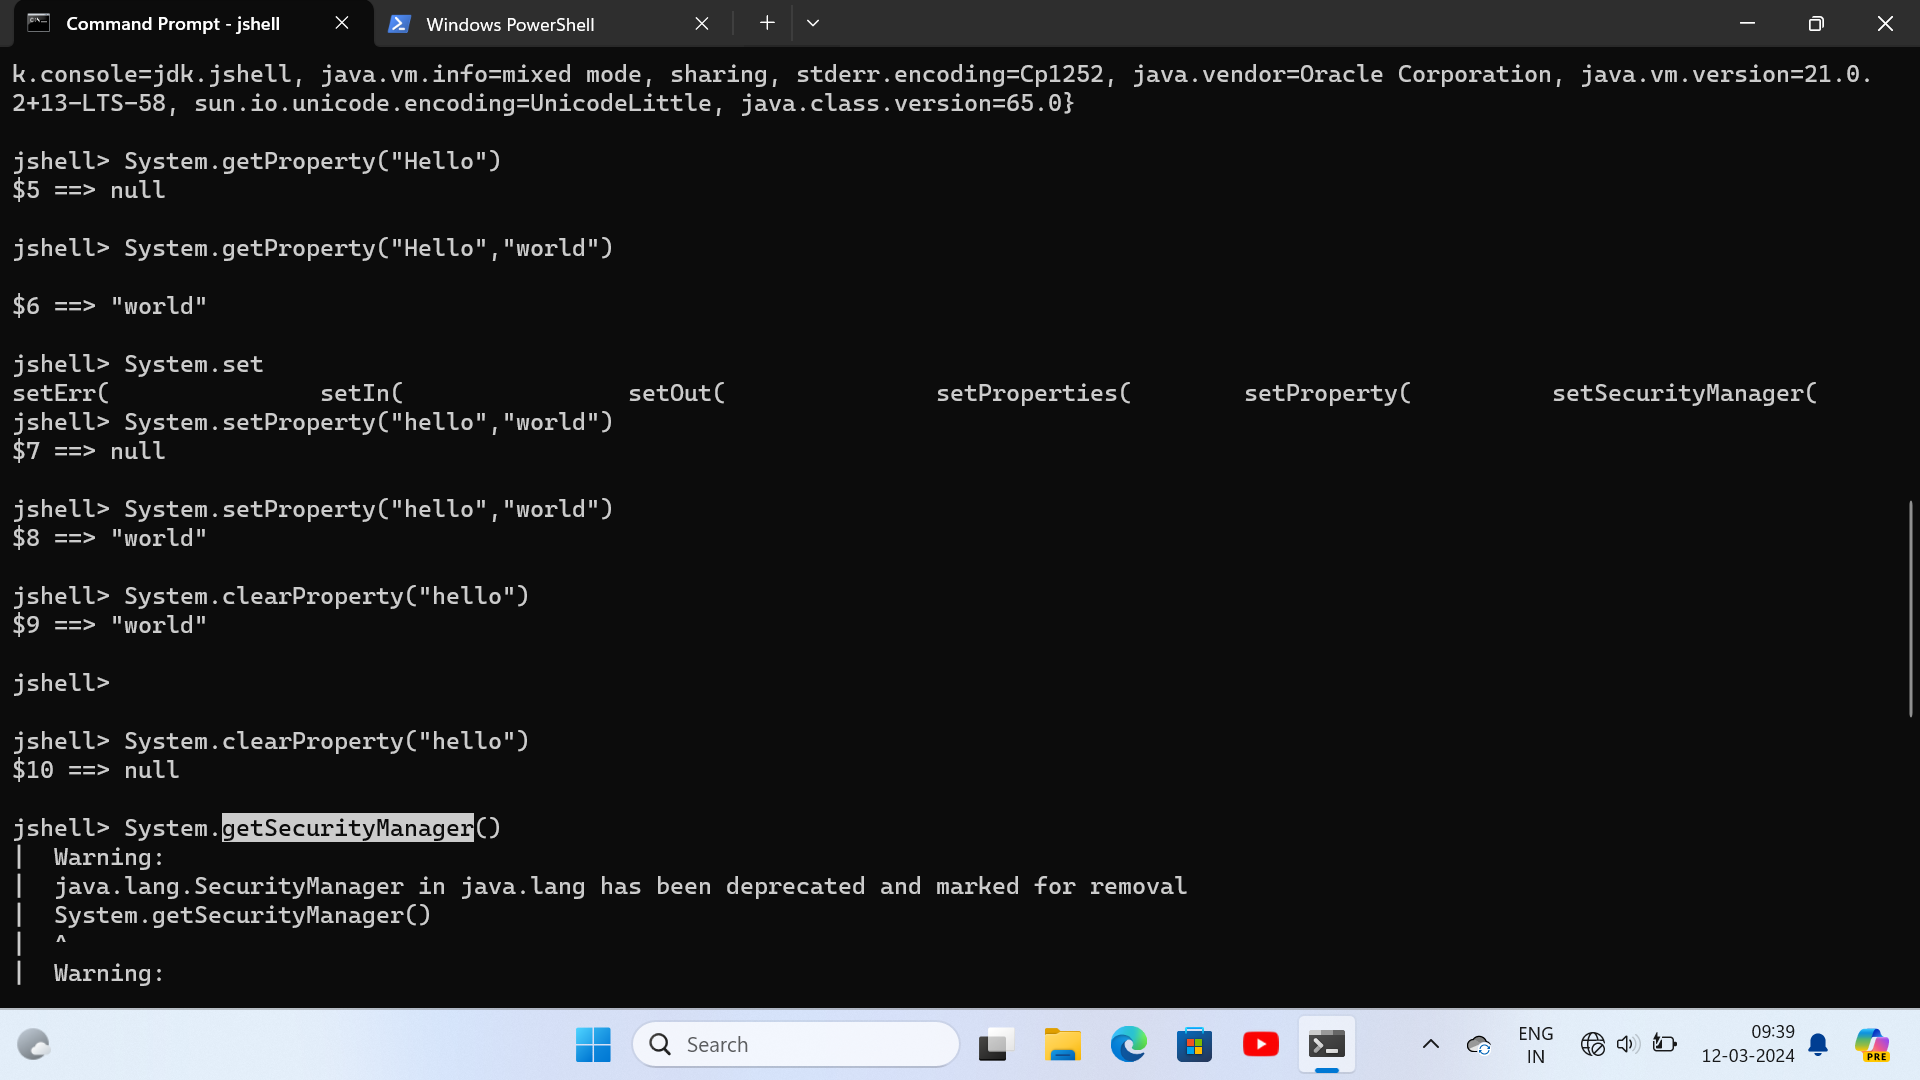 Command Prompt - jshell
Windows PowerShell
k.console=jdk.jshell, java.vm.info=mixed mode, sharing, stderr.encoding=Cp1252, java.vendor=Oracle Corporation, java.vm.version=21.0.
2+13-LTS-58, sun.io.unicode.encoding=UnicodeLittle, java.class.version=65.0}
jshell> System.getProperty("Hello")
$5 ==> null
jshell> System.getProperty("Hello","world")
$6 ==> "world"
jshell> System.set
setErr( setIn( setOut( setProperties( setProperty( setSecurityManager(
jshell> System.setProperty("hello","world")
$7 ==> null
jshell> System.setProperty("hello","world")
$8 ==> "world"
jshell> System.clearProperty("hello")
$9 ==> "world"
jshell>
jshell> System.clearProperty("hello")
$10 ==> null
jshell> System.getSecurityManager()
|  Warning:
|  java.lang.SecurityManager in java.lang has been deprecated and marked for removal
|  System.getSecurityManager()
|  ^
|  Warning:
Search
ENG
IN
09:39
12-03-2024
PRE